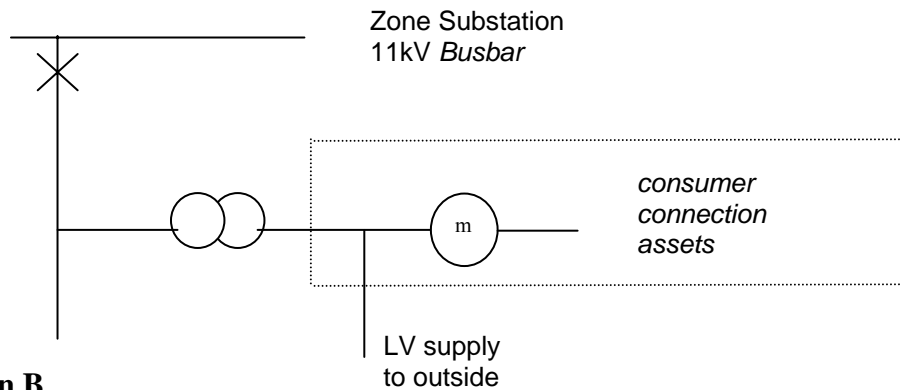 Zone Substation
11kV Busbar
consumer
connection
assets
m
LV supply
to outside
n B